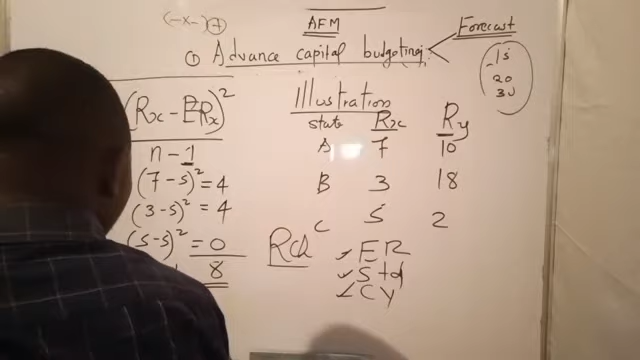 (-x-)(+)
AFM
Forecast
① Advance capital budgeting
15
20
30
(Rx - ERx)²
n - 1
(7-5)² = 4
(3-5)² = 4
(5-5)² = 0
8
Illustration
state Rx Ry
A 7 10
B 3 18
C 5 2
Rqd
✓ ER
✓ Std
✓ CV